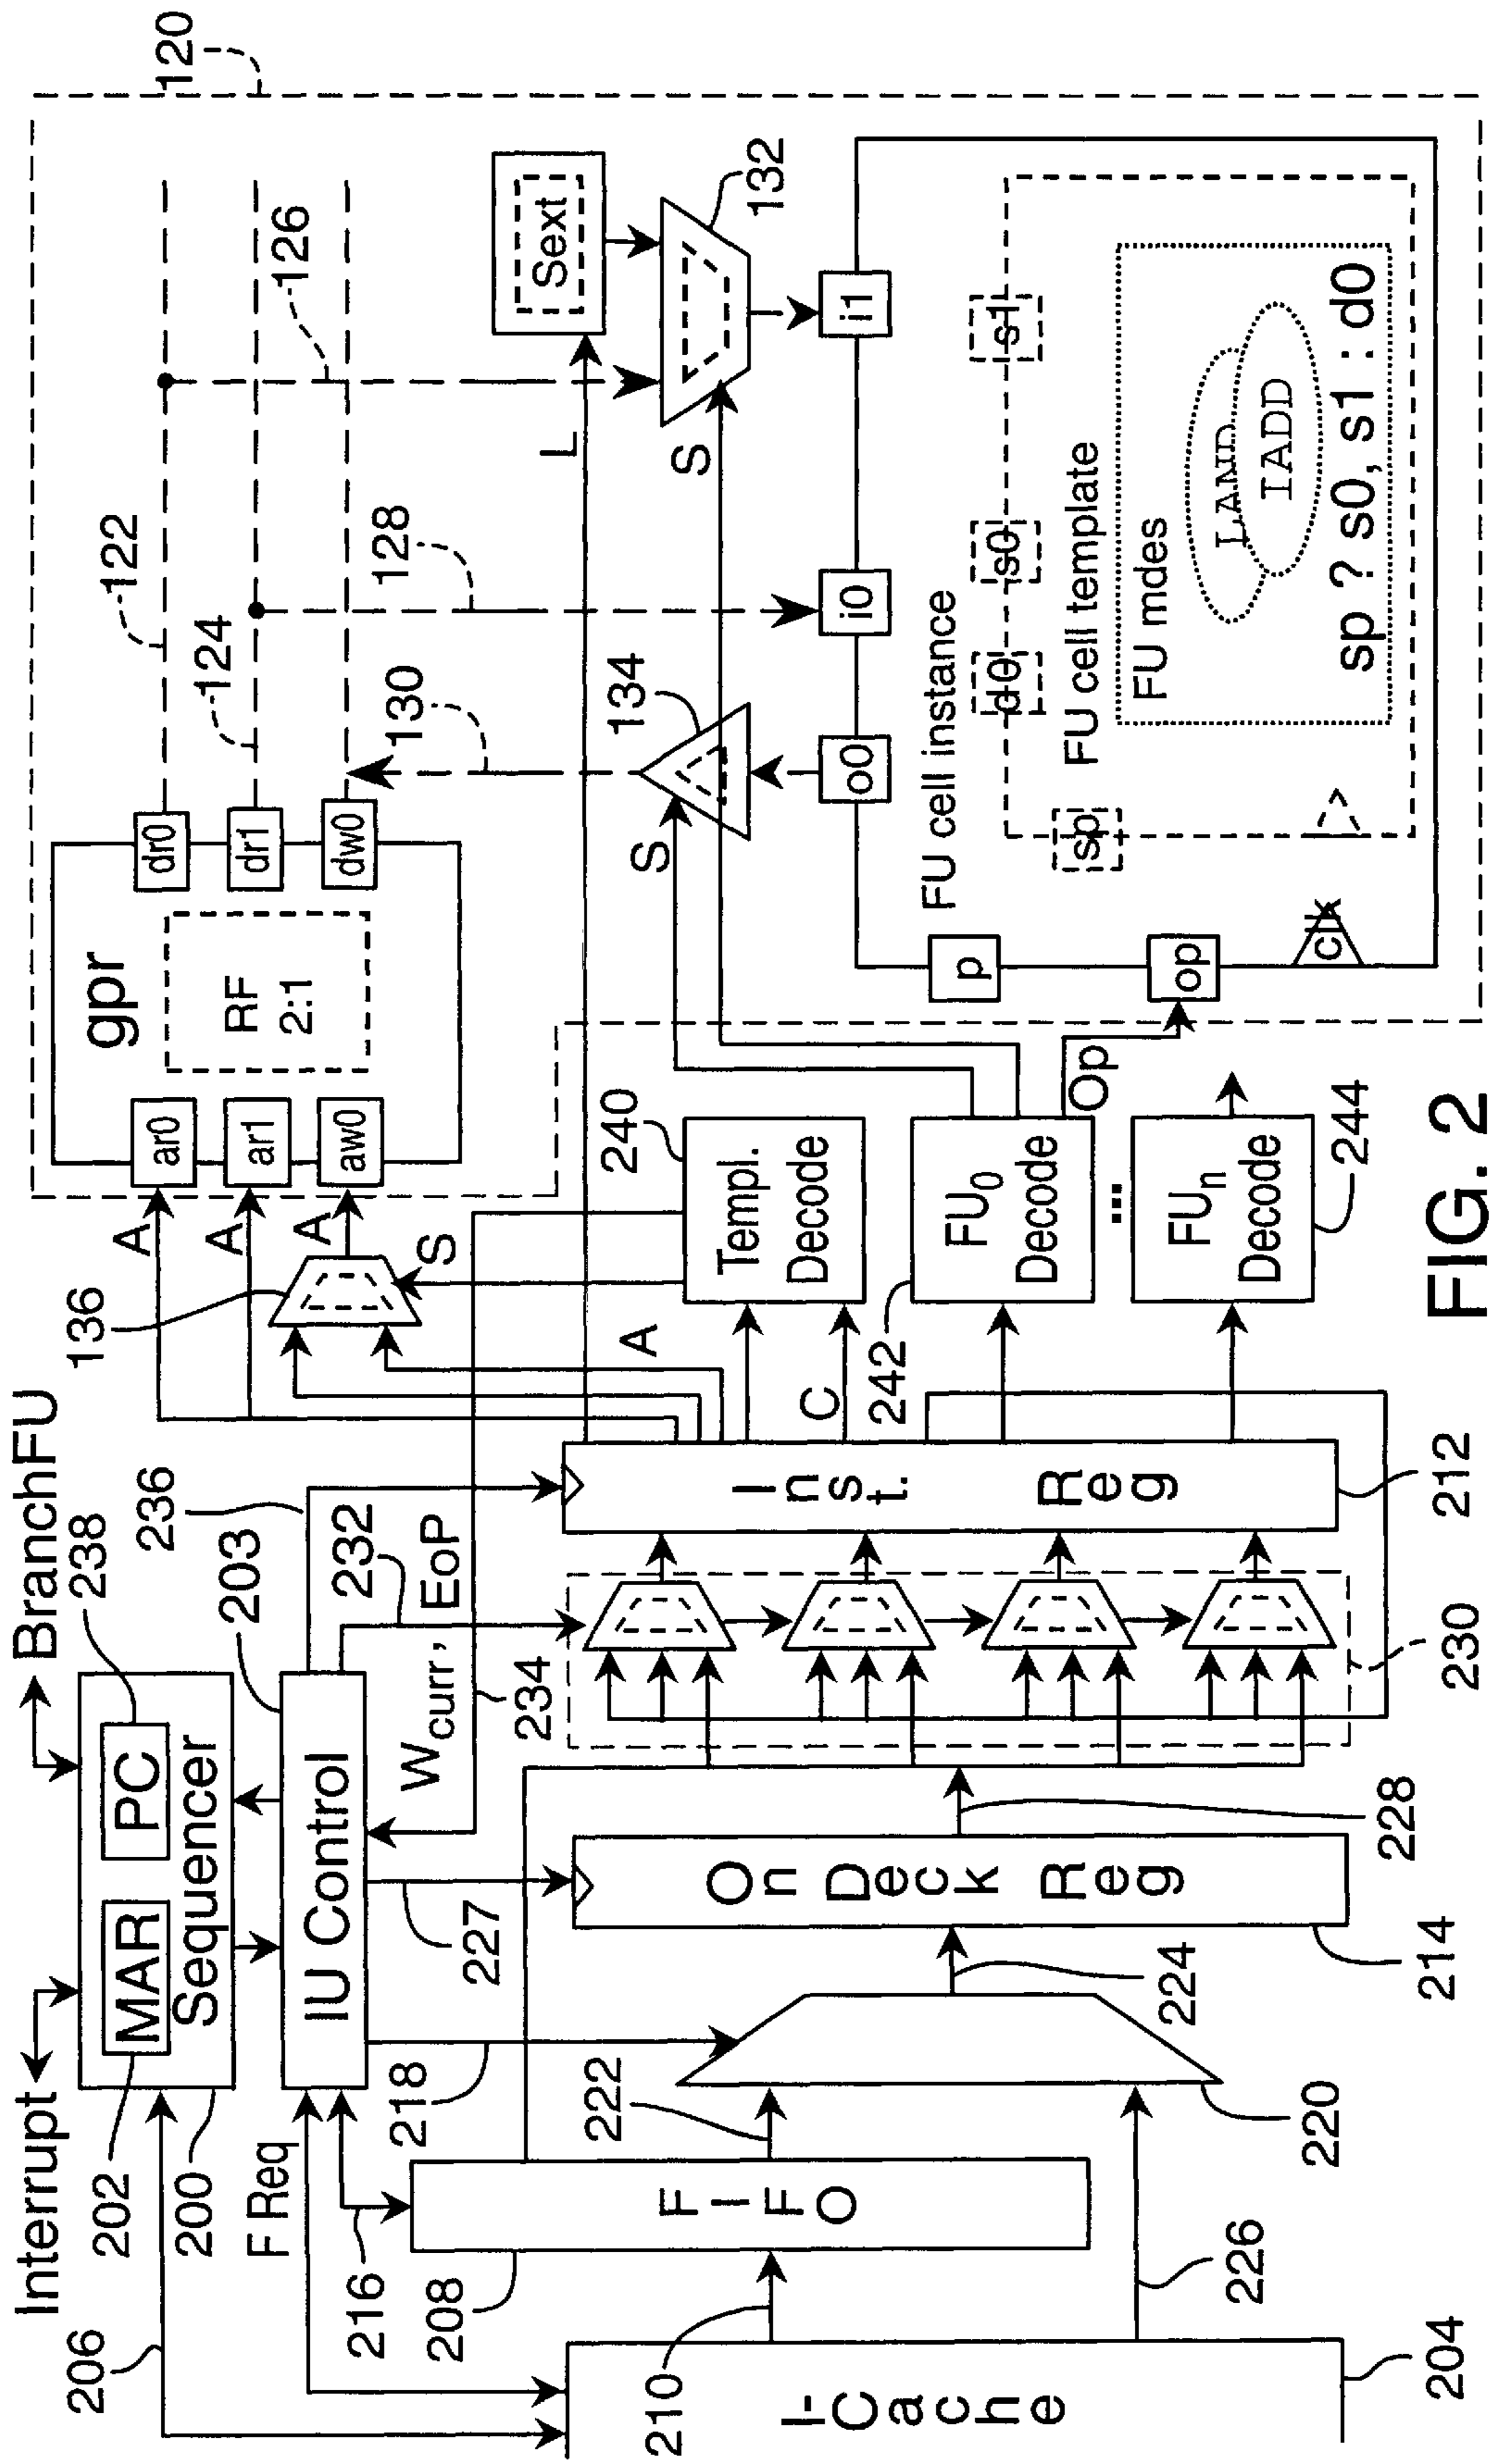 Interrupt
BranchFU
206
202
200
MAR
PC
238
Sequencer
F Req
216
208
218
IU Control
203
236
232
W curr, EoP
234
227
136
A
A
A
S
A
ar0
ar1
aw0
gpr
RF
2:1
dr0
dr1
dw0
122
124
126
128
130
120
I-Cache
204
210
226
FIFO
222
220
224
On Deck Reg
214
228
230
Inst. Reg
212
C
L
240
Templ. Decode
242
FU0 Decode
...
FUn Decode
244
Op
S
S
134
132
Sext
o0
i0
i1
p
op
clk
FU cell instance
d0
s0
s1
sp
FU cell template
FU mdes
LAND
IADD
sp ? s0, s1 : d0
FIG. 2